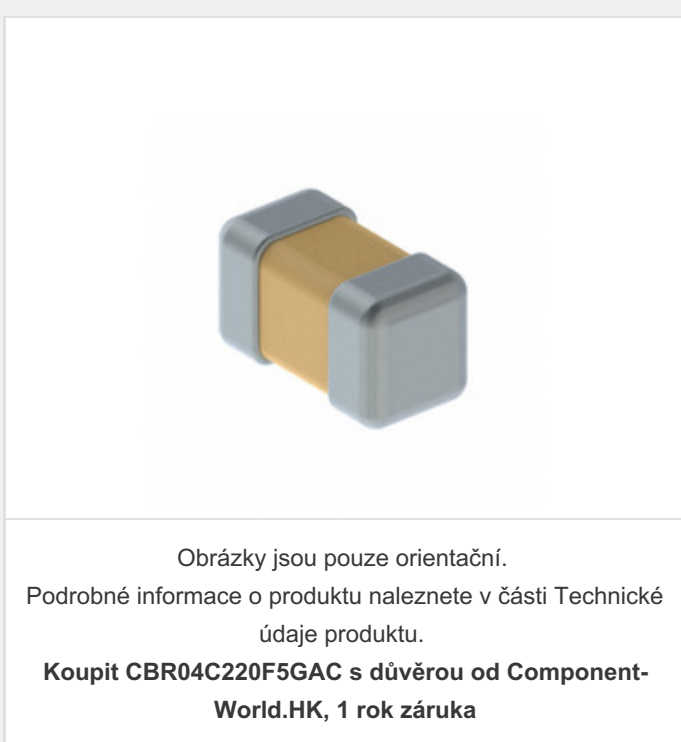 Obrázky jsou pouze orientační.
Podrobné informace o produktu naleznete v části Technické
údaje produktu.
Koupit CBR04C220F5GAC s důvěrou od Component-
World.HK, 1 rok záruka